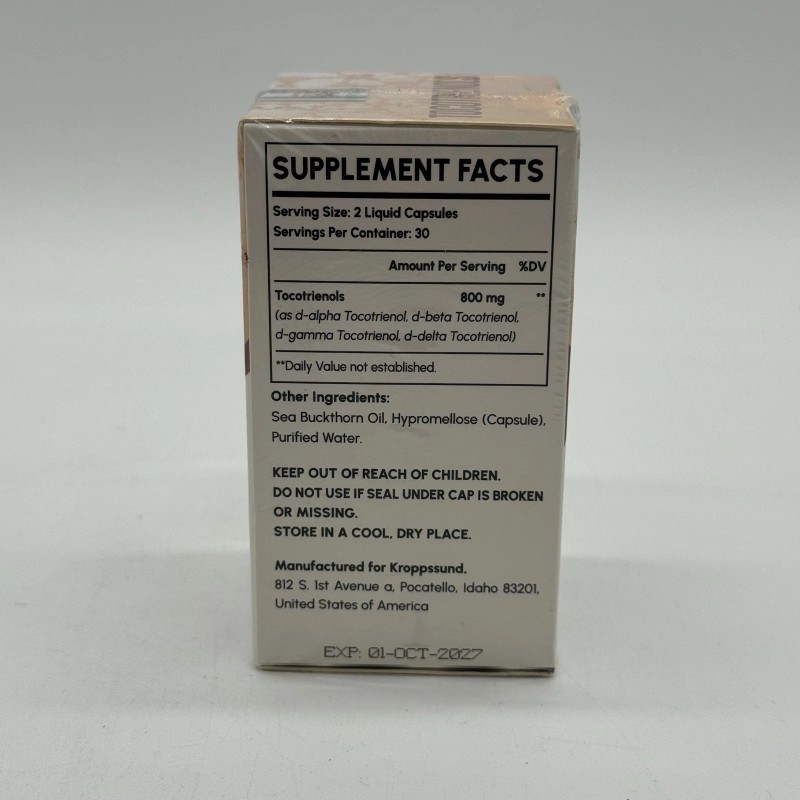 TOCOTRIENOLS
SUPPLEMENT FACTS
Serving Size: 2 Liquid Capsules
Servings Per Container: 30
Amount Per Serving %DV
Tocotrienols 800 mg **
(as d-alpha Tocotrienol, d-beta Tocotrienol,
d-gamma Tocotrienol, d-delta Tocotrienol)
**Daily Value not established.
Other Ingredients:
Sea Buckthorn Oil, Hypromellose (Capsule),
Purified Water.
KEEP OUT OF REACH OF CHILDREN.
DO NOT USE IF SEAL UNDER CAP IS BROKEN
OR MISSING.
STORE IN A COOL, DRY PLACE.
Manufactured for Kroppssund.
812 S. 1st Avenue a, Pocatello, Idaho 83201,
United States of America
EXP: 01-OCT-2027